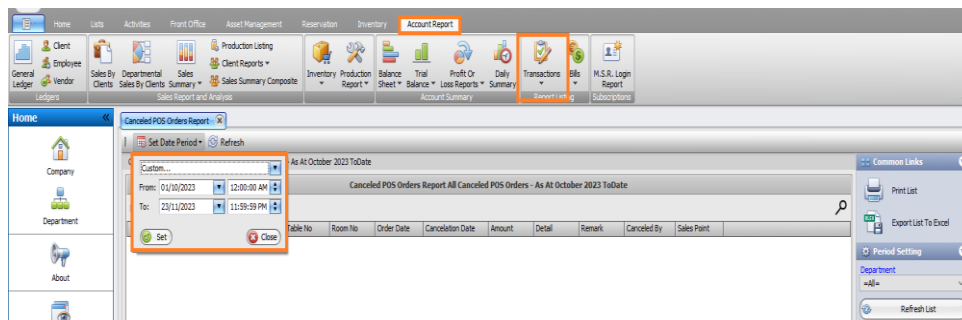 Home Lists Activities Front Office Asset Management Reservation Inventory Account Report
General Ledger
Client
Employee
Vendor
Ledgers
Sales By Clients
Departmental Sales By Clients
Sales Summary
Production Listing
Client Reports
Sales Summary Composite
Sales Report and Analysis
Inventory
Production Report
Balance Sheet
Trial Balance
Profit Or Loss Reports
Daily Summary
Account Summary
Transactions
Bills
Report Listing
M.S.R. Login Report
Subscriptions
Home
Company
Department
About
Canceled POS Orders Report
Set Date Period Refresh
- As At October 2023 ToDate
Custom...
From: 01/10/2023 12:00:00 AM
To: 23/11/2023 11:59:59 PM
Set Close
Canceled POS Orders Report All Canceled POS Orders - As At October 2023 ToDate
Table No Room No Order Date Cancelation Date Amount Detail Remark Canceled By Sales Point
Common Links
Print List
Export List To Excel
Period Setting
Department
=All=
Refresh List